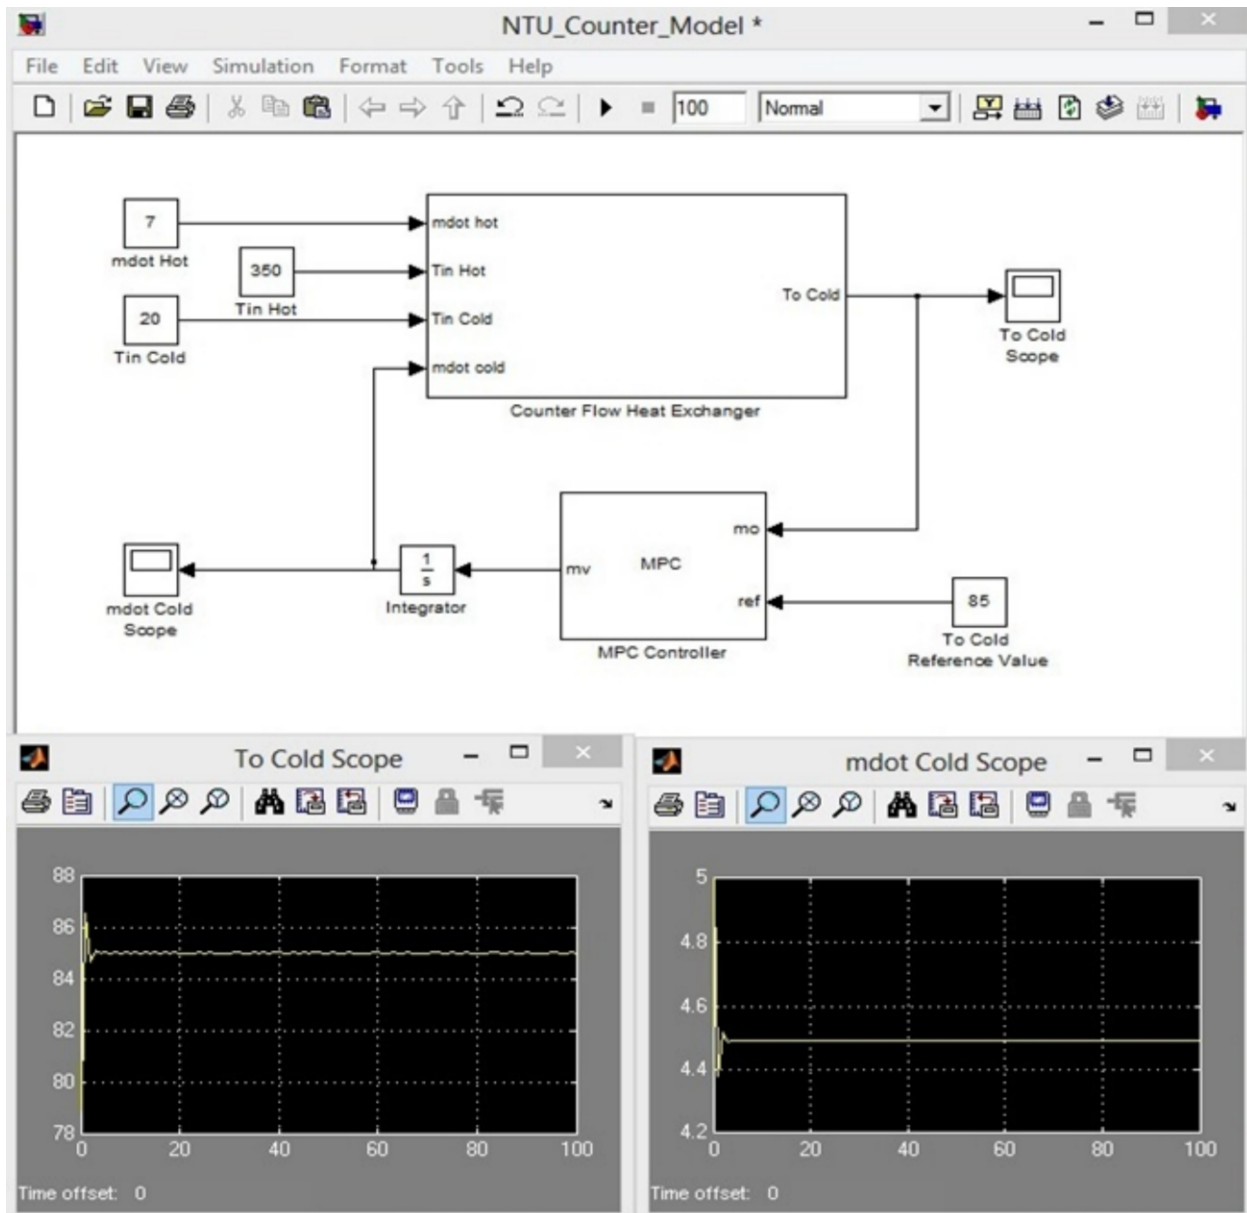 NTU_Counter_Model *
File Edit View Simulation Format Tools Help
100 Normal
7
mdot Hot
350
Tin Hot
20
Tin Cold
mdot hot
Tin Hot
Tin Cold
mdot cold
To Cold
Counter Flow Heat Exchanger
To Cold
Scope
mdot Cold
Scope
1
s
Integrator
mv
MPC
mo
ref
MPC Controller
85
To Cold
Reference Value
To Cold Scope
88
86
84
82
80
78
0 20 40 60 80 100
Time offset: 0
mdot Cold Scope
5
4.8
4.6
4.4
4.2
0 20 40 60 80 100
Time offset: 0